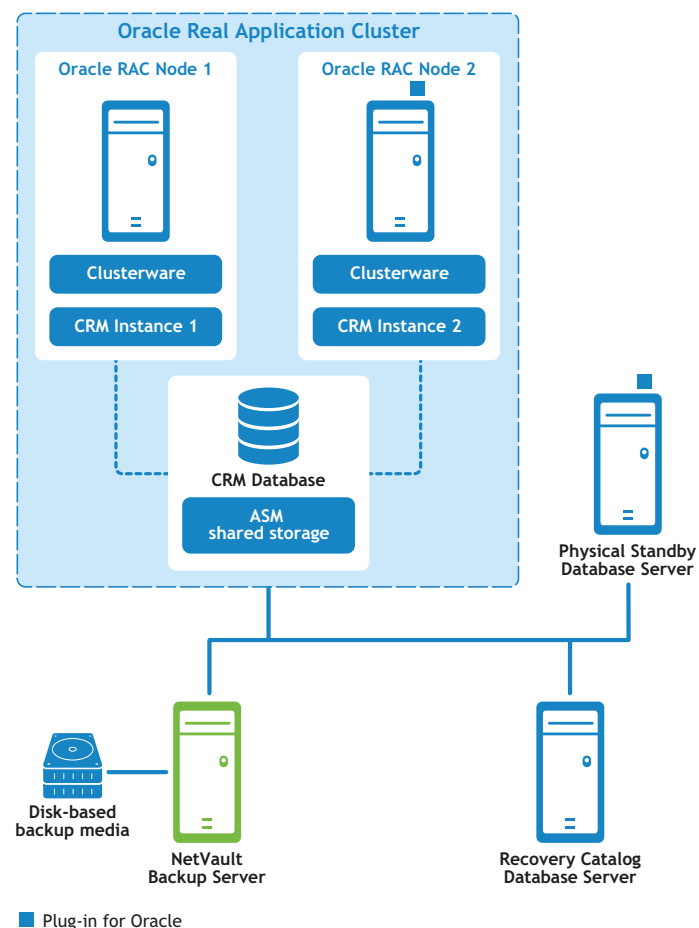 Oracle Real Application Cluster
Oracle RAC Node 1
Oracle RAC Node 2
Clusterware
Clusterware
CRM Instance 1
CRM Instance 2
CRM Database
ASM
shared storage
Physical Standby
Database Server
Disk-based
backup media
NetVault
Backup Server
Recovery Catalog
Database Server
Plug-in for Oracle